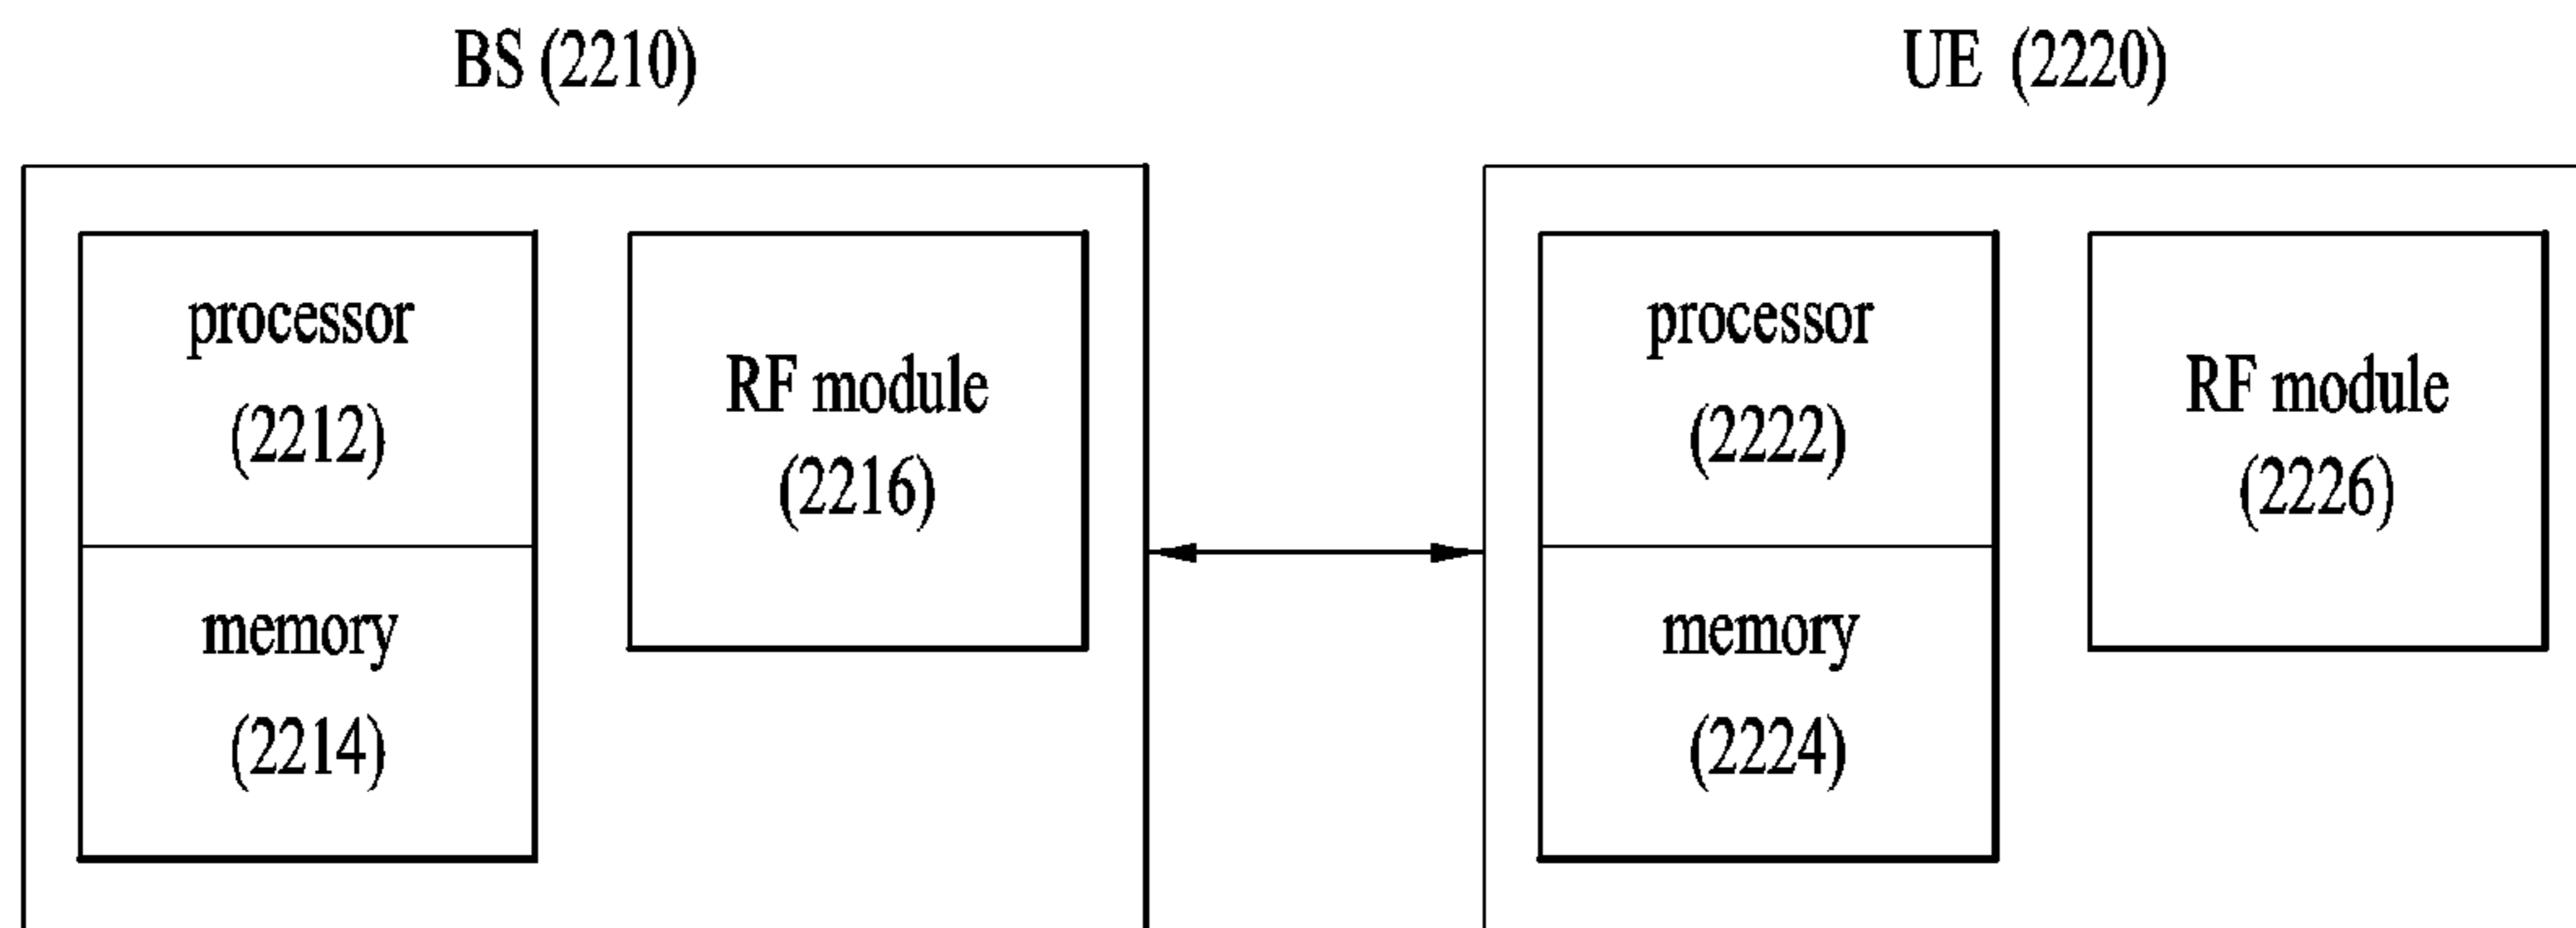 BS (2210)
UE (2220)
processor
(2212)
memory
(2214)
RF module
(2216)
processor
(2222)
memory
(2224)
RF module
(2226)